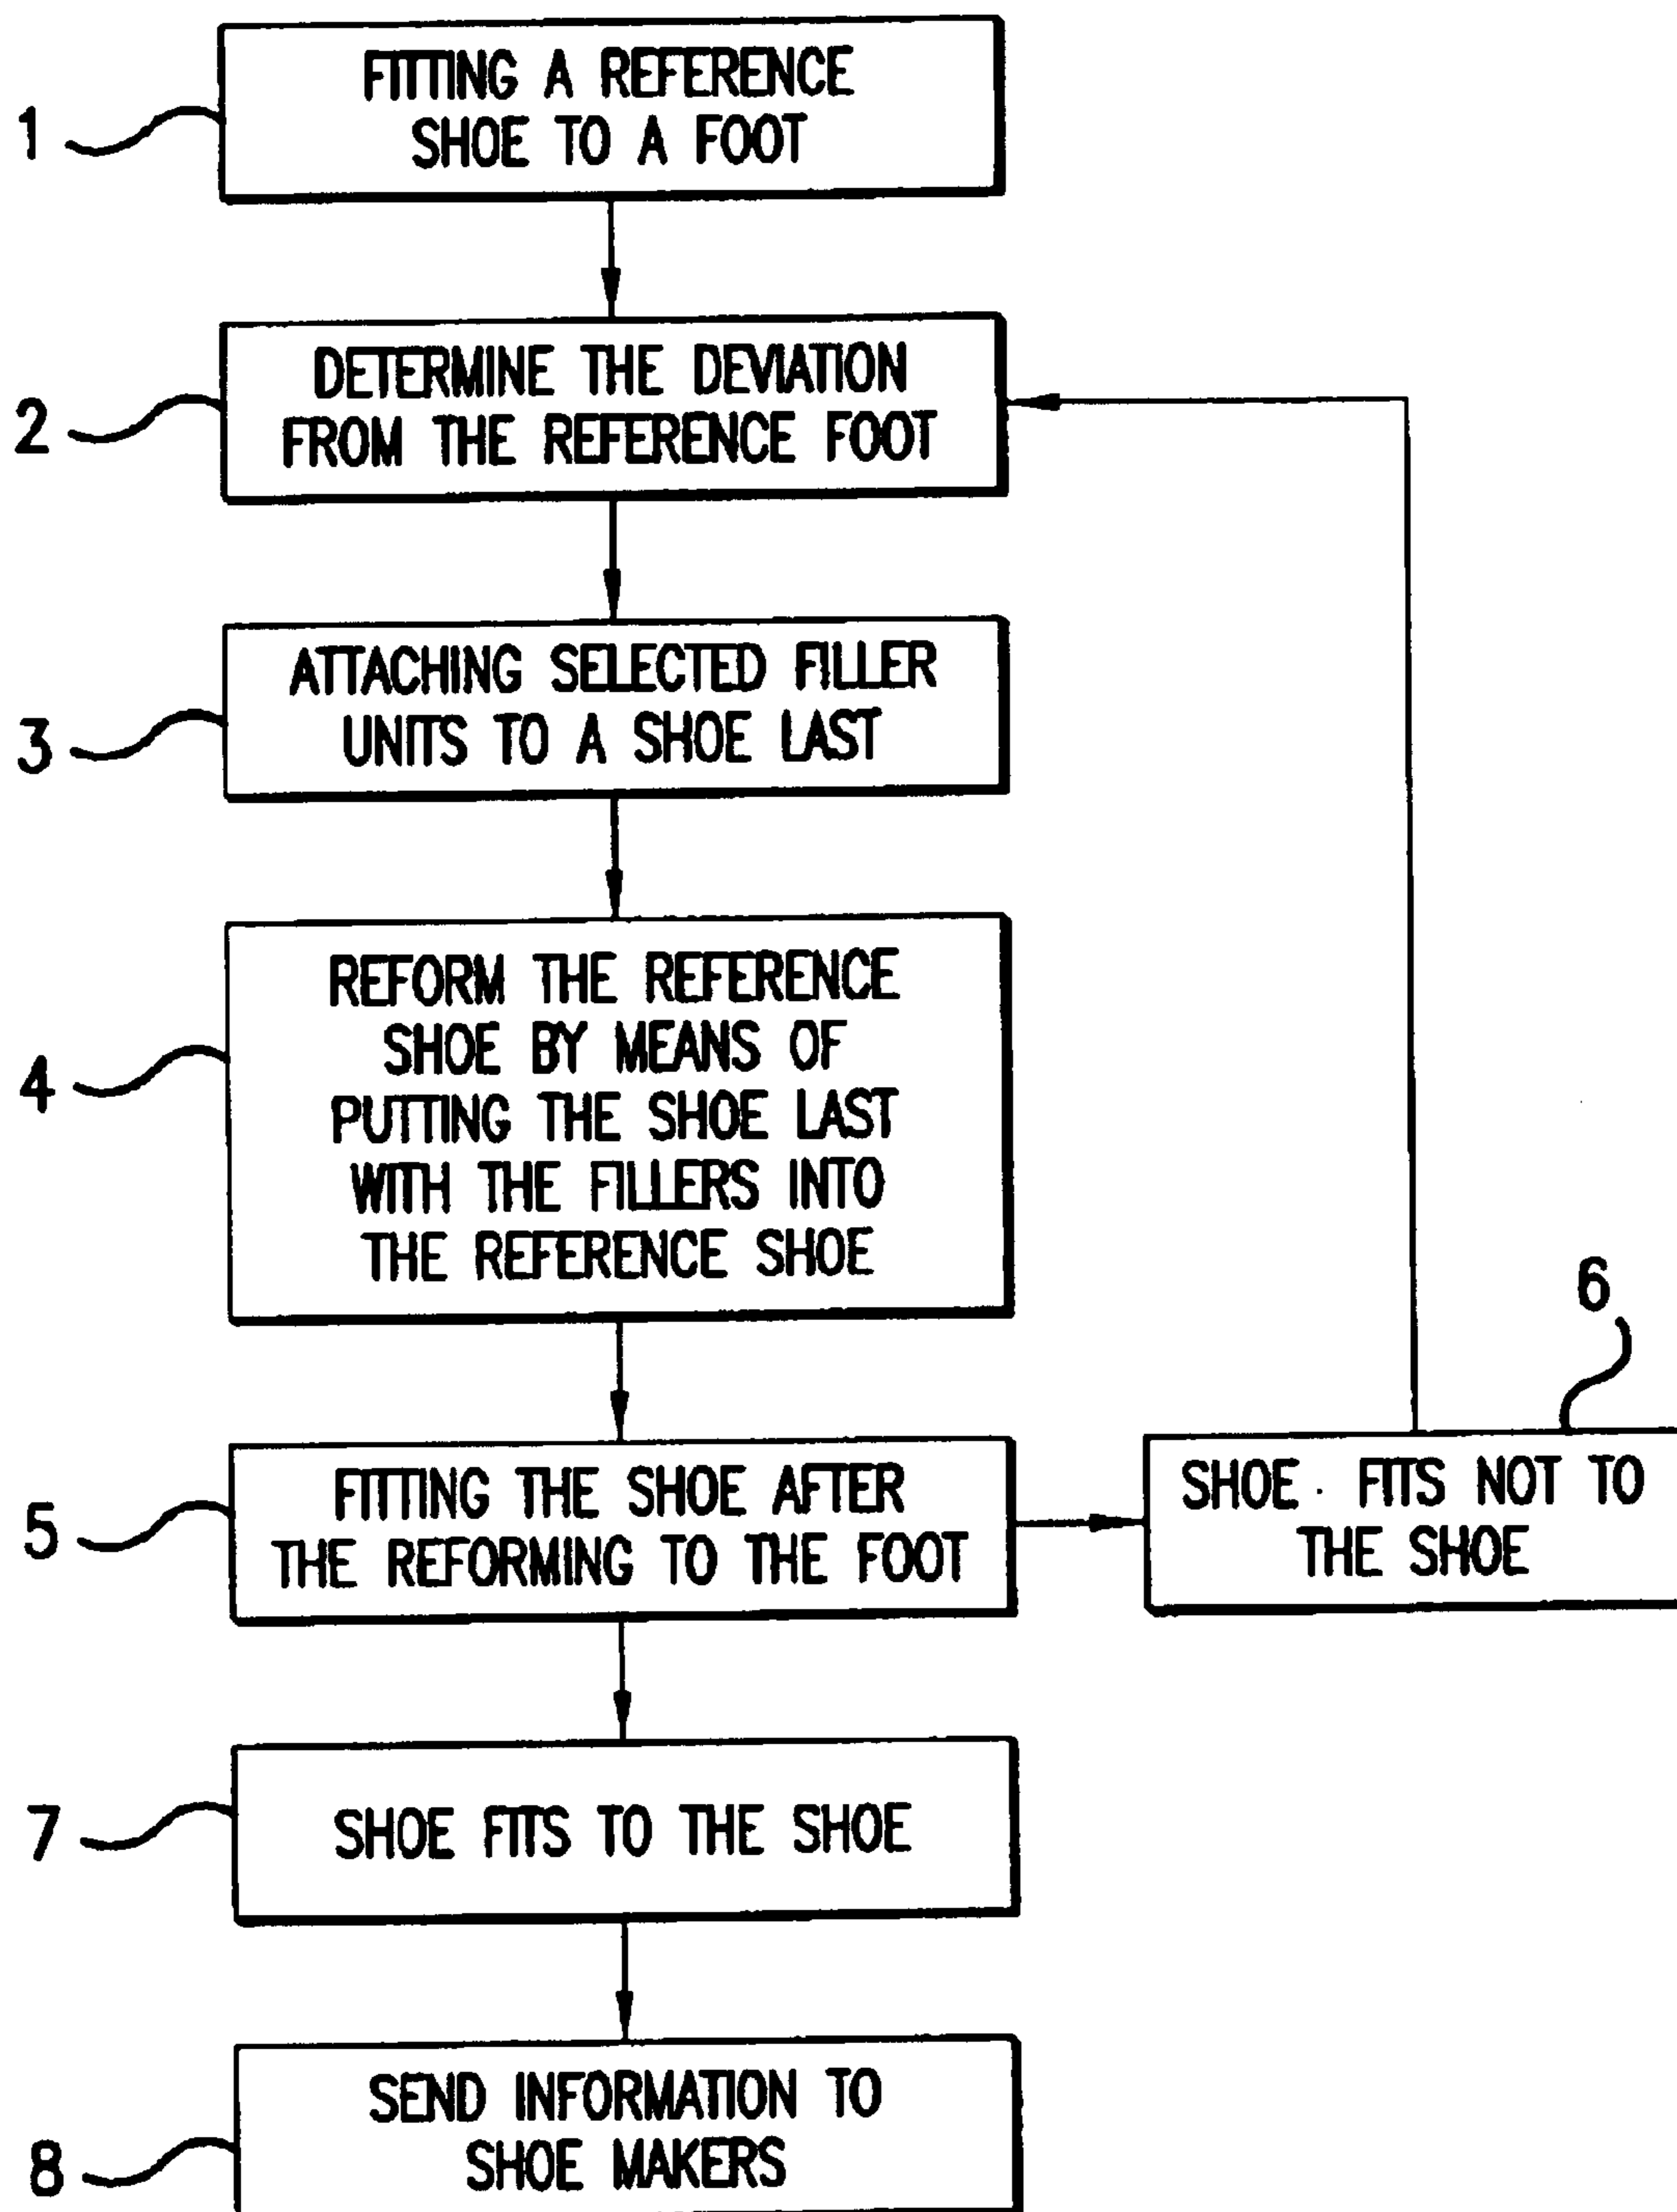 1
FITTING A REFERENCE
SHOE TO A FOOT
2
DETERMINE THE DEVIATION
FROM THE REFERENCE FOOT
3
ATTACHING SELECTED FILLER
UNITS TO A SHOE LAST
4
REFORM THE REFERENCE
SHOE BY MEANS OF
PUTTING THE SHOE LAST
WITH THE FILLERS INTO
THE REFERENCE SHOE
5
FITTING THE SHOE AFTER
THE REFORMING TO THE FOOT
6
SHOE FITS NOT TO
THE SHOE
7
SHOE FITS TO THE SHOE
8
SEND INFORMATION TO
SHOE MAKERS